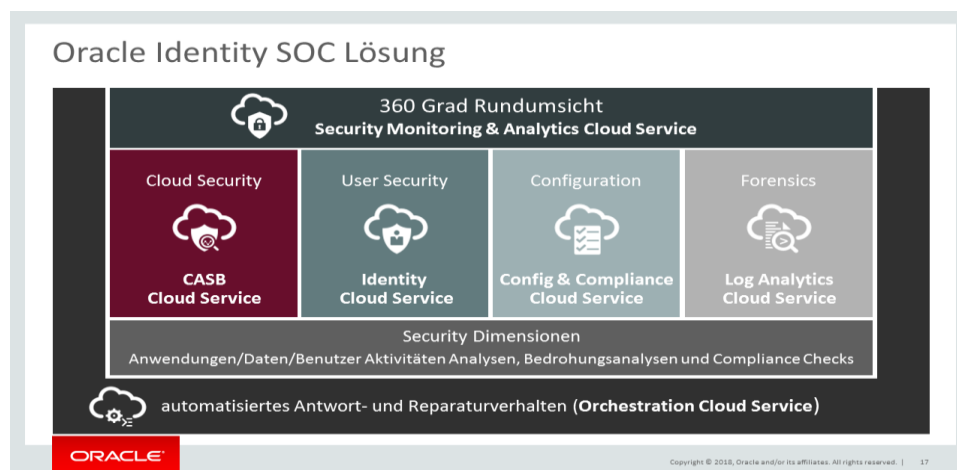 Oracle Identity SOC Lösung
360 Grad Rundumsicht
Security Monitoring & Analytics Cloud Service
Cloud Security
CASB
Cloud Service
User Security
Identity
Cloud Service
Configuration
Config & Compliance
Cloud Service
Forensics
Log Analytics
Cloud Service
Security Dimensionen
Anwendungen/Daten/Benutzer Aktivitäten Analysen, Bedrohungsanalysen und Compliance Checks
automatisiertes Antwort- und Reparaturverhalten (Orchestration Cloud Service)
ORACLE
Copyright © 2018, Oracle and/or its affiliates. All rights reserved. | 17